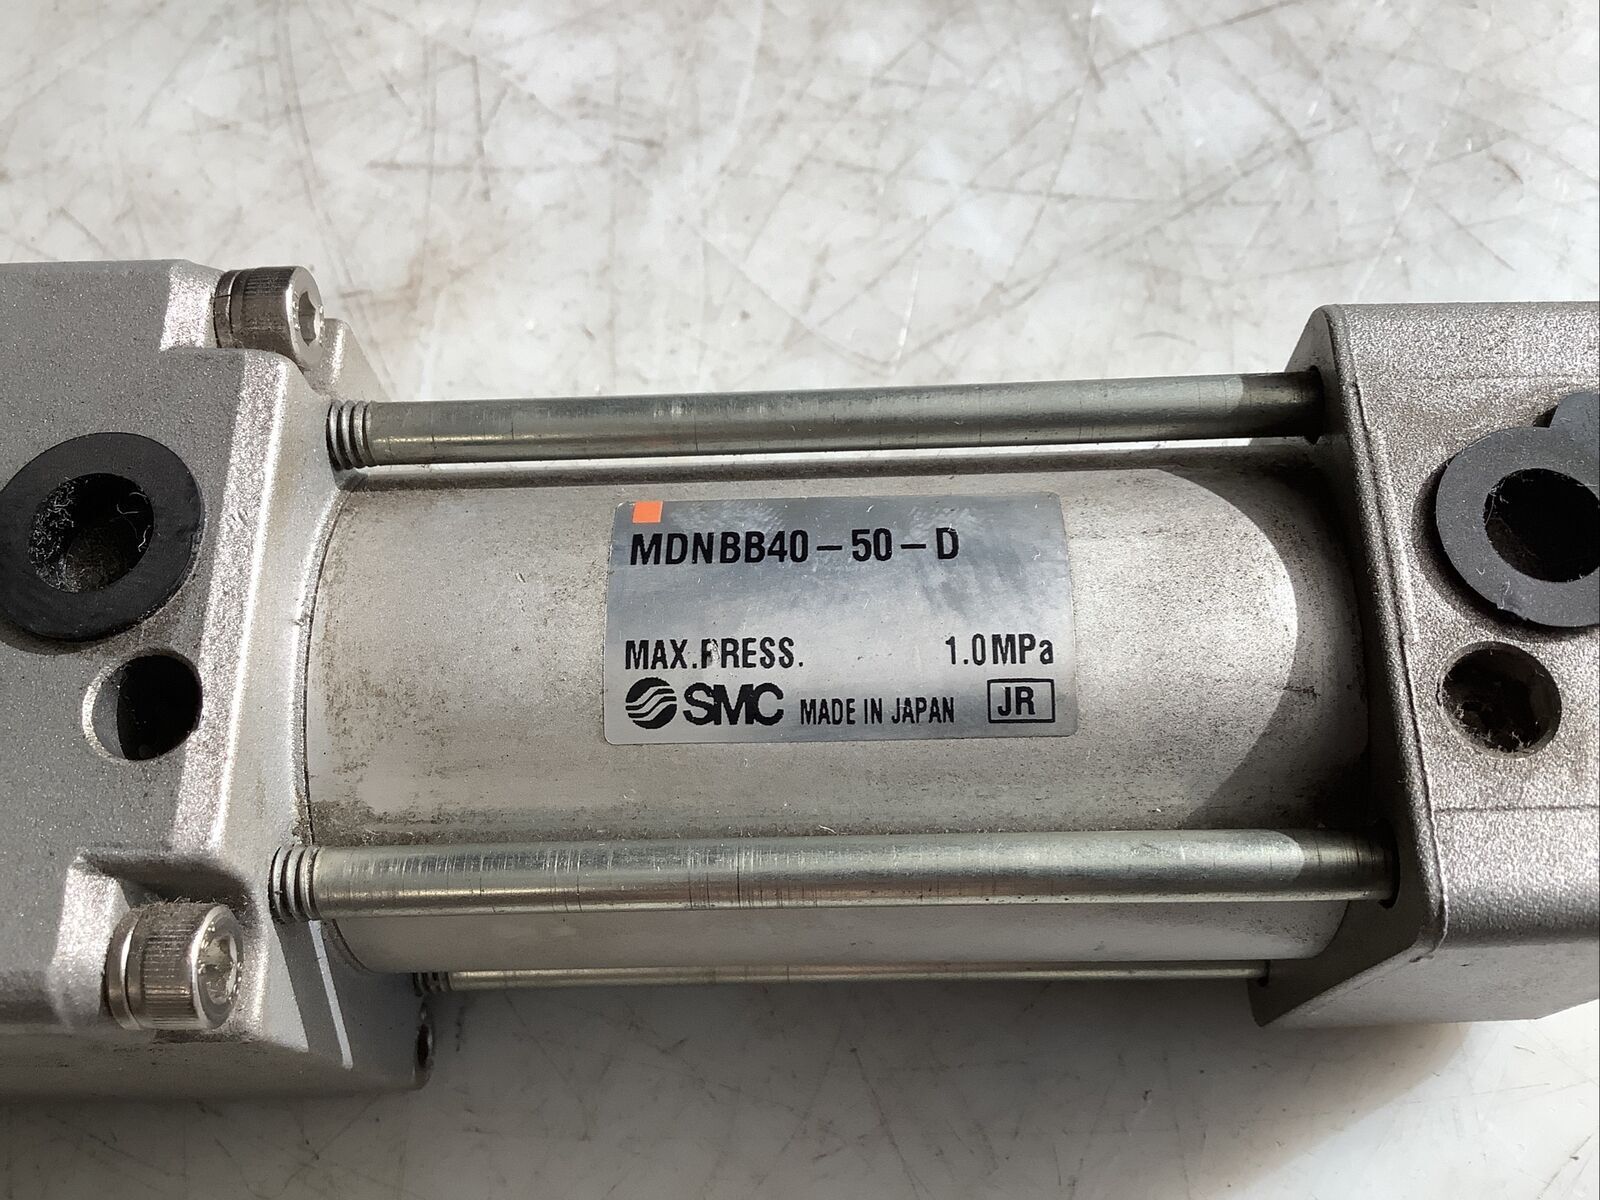 MDNBB40-50-D
MAX.PRESS. 1.0MPa
SMC MADE IN JAPAN JR